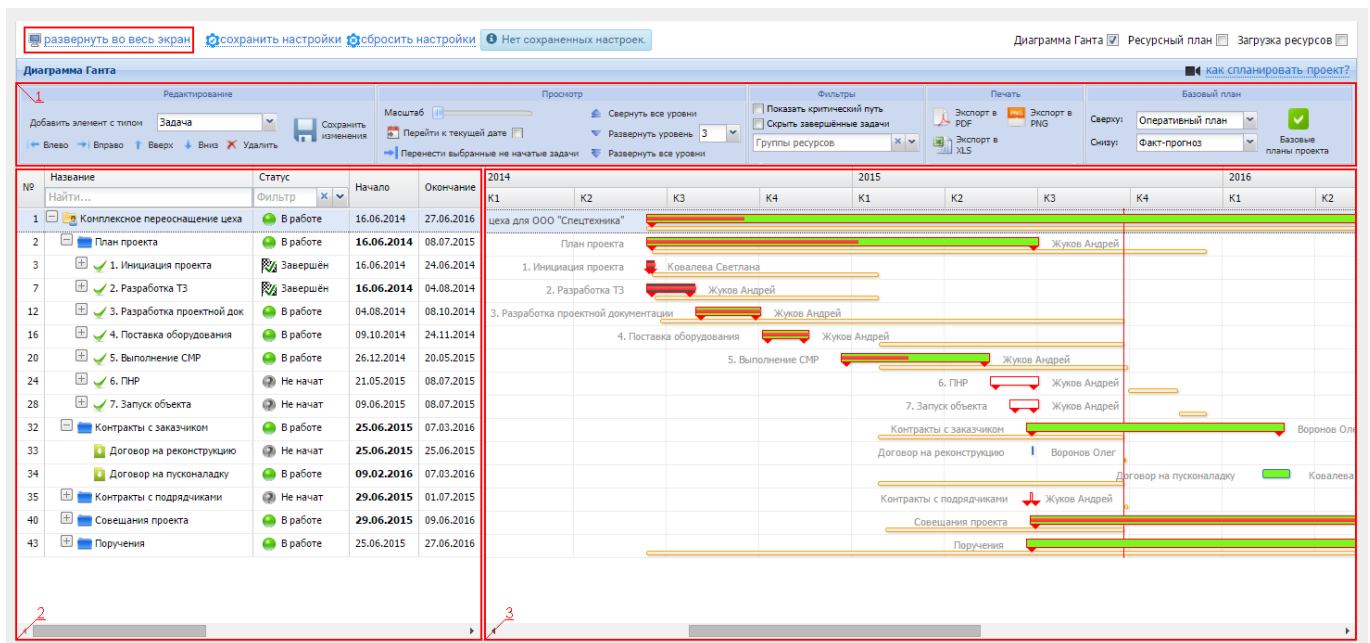 развернуть во весь экран сохранить настройки сбросить настройки Нет сохраненных настроек. Диаграмма Ганта Ресурсный план Загрузка ресурсов
Диаграмма Ганта как спланировать проект?
1
Редактирование Просмотр Фильтры Печать Базовый план
Добавить элемент с типом Задача Сохранить изменения
Влево Вправо Вверх Вниз Удалить
Масштаб Свернуть все уровни
Перейти к текущей дате Развернуть уровень 3
Перенести выбранные не начатые задачи Развернуть все уровни
Показать критический путь
Скрыть завершённые задачи
Группы ресурсов
Экспорт в PDF PNG Экспорт в PNG
Экспорт в XLS
Сверху: Оперативный план
Снизу: Факт-прогноз
Базовые планы проекта
№ Название Статус Начало Окончание
Найти... Фильтр
1 Комплексное переоснащение цеха В работе 16.06.2014 27.06.2016
2 План проекта В работе 16.06.2014 08.07.2015
3 1. Инициация проекта Завершён 16.06.2014 24.06.2014
7 2. Разработка ТЗ Завершён 16.06.2014 04.08.2014
12 3. Разработка проектной док В работе 04.08.2014 08.10.2014
16 4. Поставка оборудования В работе 09.10.2014 24.11.2014
20 5. Выполнение СМР В работе 26.12.2014 20.05.2015
24 6. ПНР Не начат 21.05.2015 08.07.2015
28 7. Запуск объекта Не начат 09.06.2015 08.07.2015
32 Контракты с заказчиком В работе 25.06.2015 07.03.2016
33 Договор на реконструкцию Не начат 25.06.2015 25.06.2015
34 Договор на пусконаладку В работе 09.02.2016 07.03.2016
35 Контракты с подрядчиками Не начат 29.06.2015 01.07.2015
40 Совещания проекта В работе 29.06.2015 09.06.2016
43 Поручения В работе 25.06.2015 27.06.2016
2
2014 2015 2016
К1 К2 К3 К4 К1 К2 К3 К4 К1 К2
цеха для ООО "Спецтехника"
План проекта Жуков Андрей
1. Инициация проекта Ковалева Светлана
2. Разработка ТЗ Жуков Андрей
3. Разработка проектной документации Жуков Андрей
4. Поставка оборудования Жуков Андрей
5. Выполнение СМР Жуков Андрей
6. ПНР Жуков Андрей
7. Запуск объекта Жуков Андрей
Контракты с заказчиком Воронов Оле
Договор на реконструкцию Воронов Олег
Договор на пусконаладку Ковалева
Контракты с подрядчиками Жуков Андрей
Совещания проекта
Поручения
3